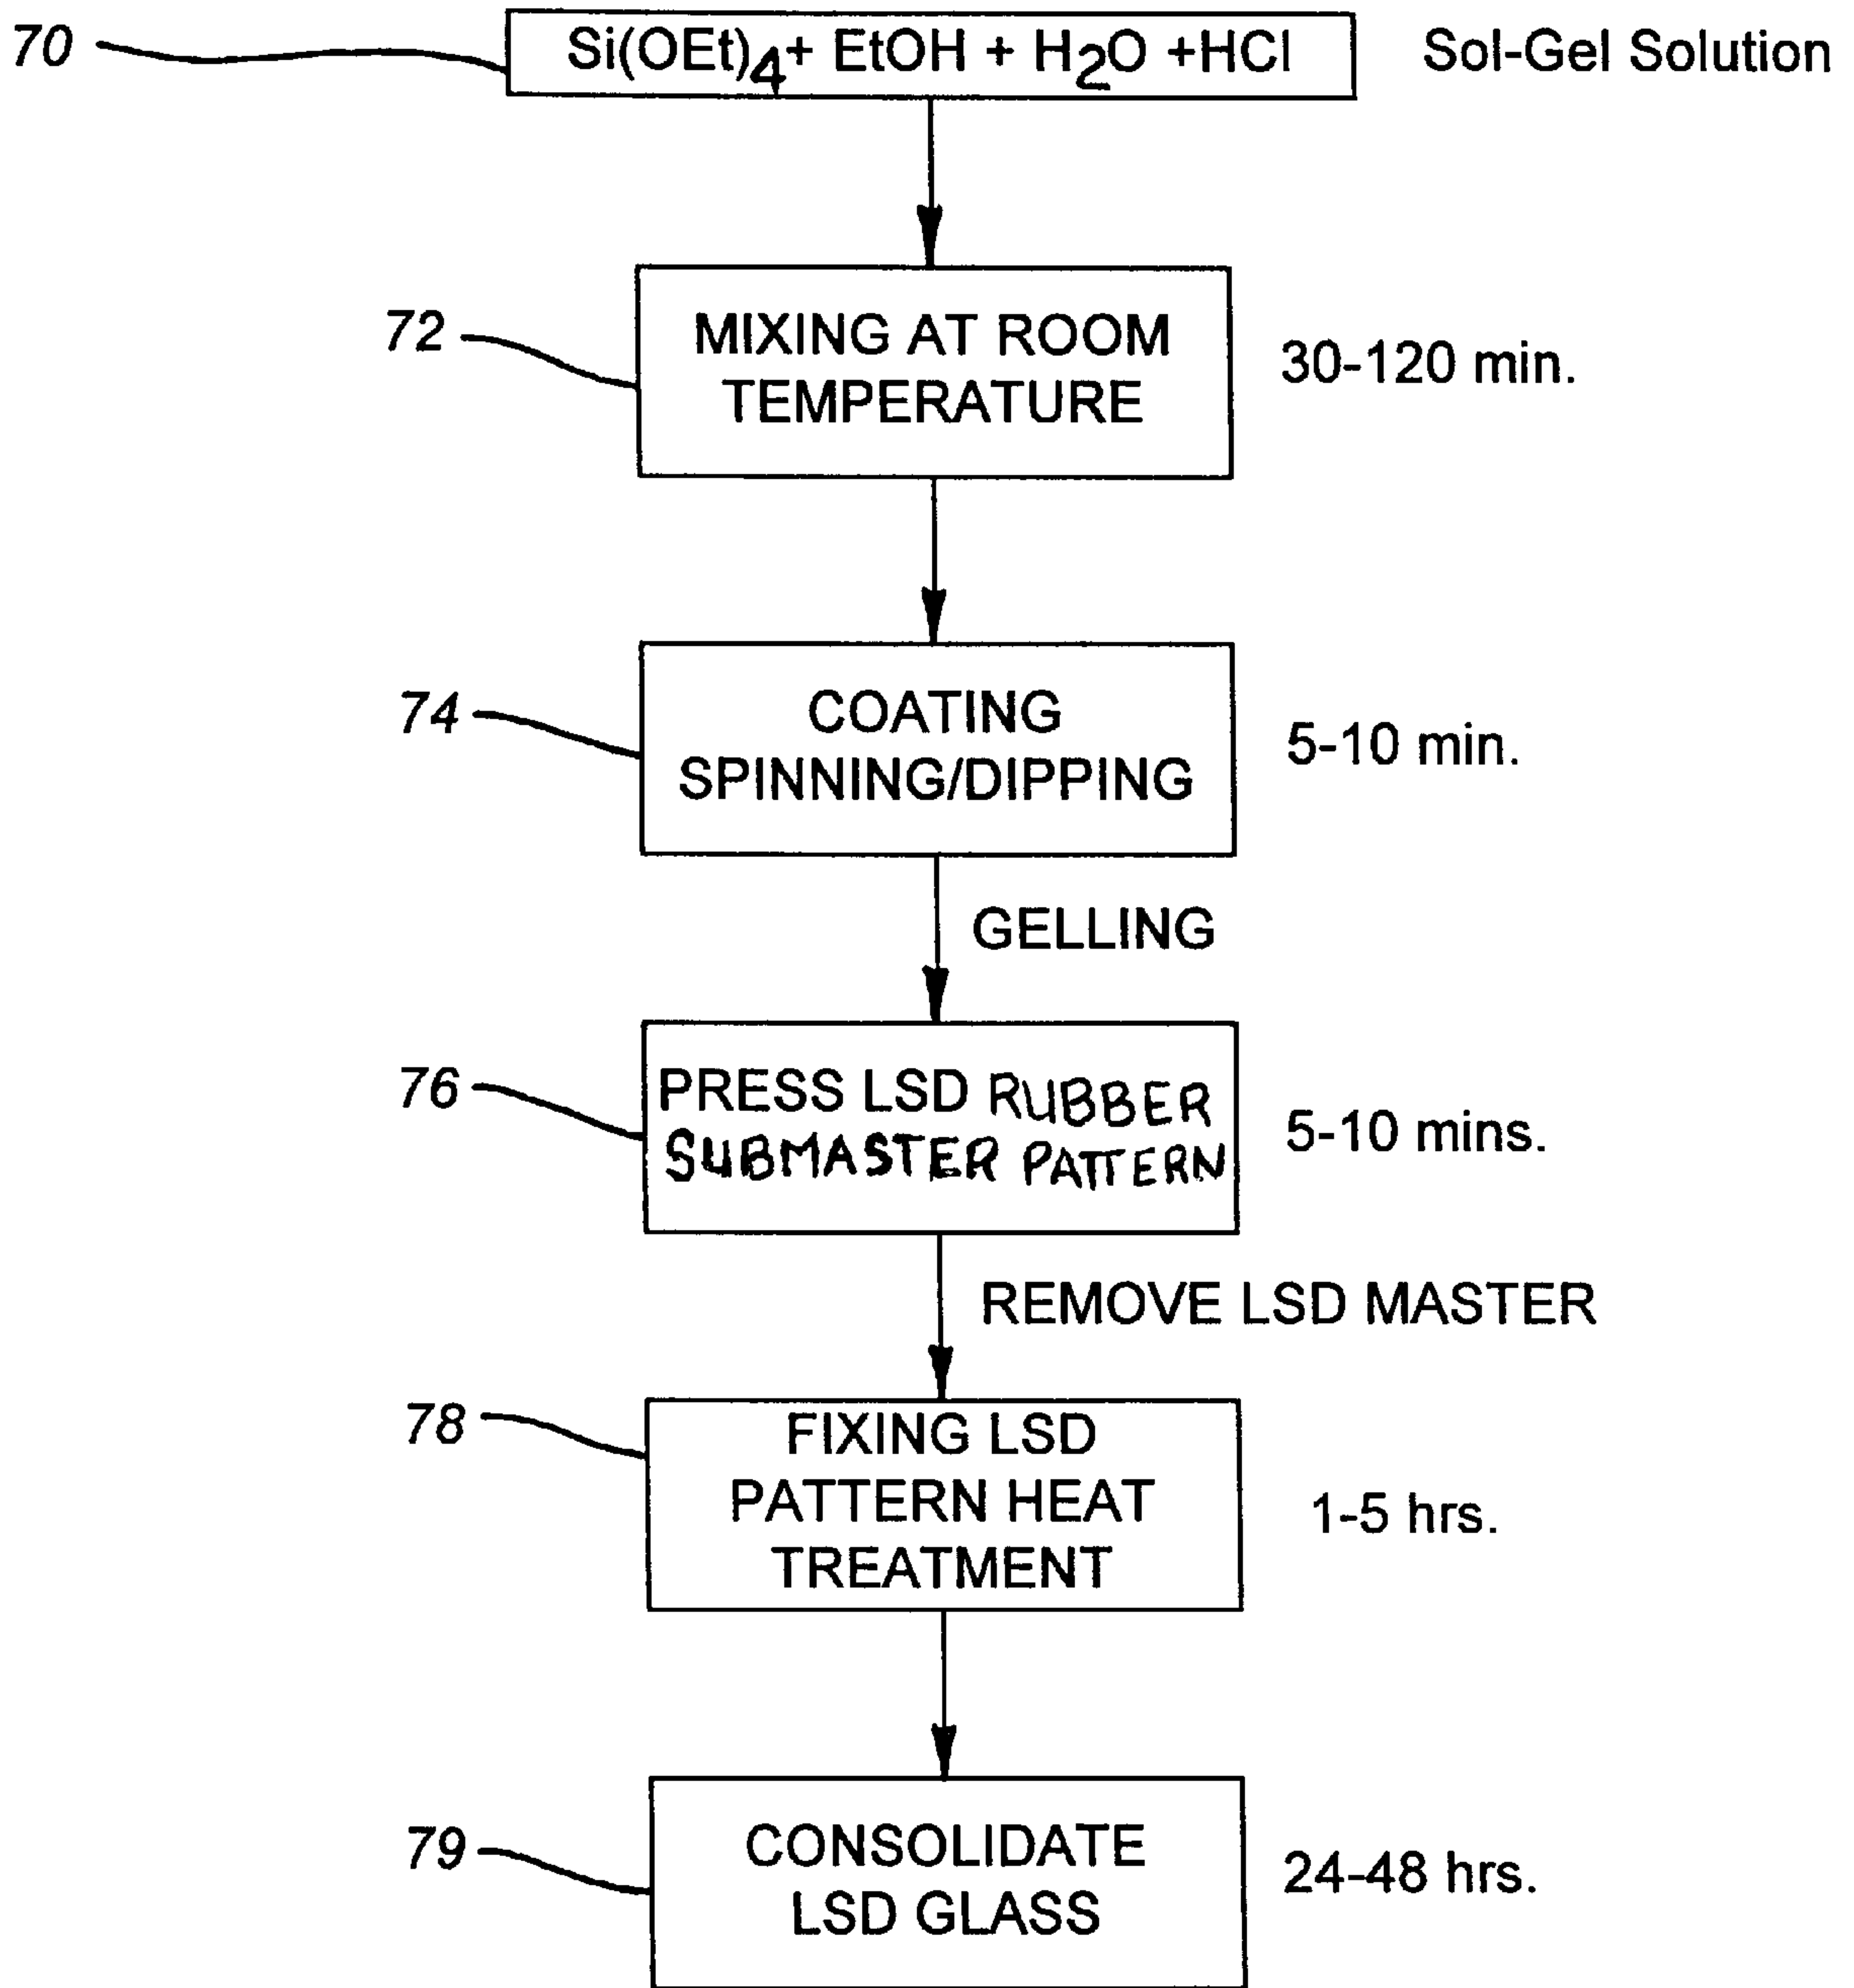 70
Si(OEt)4+ EtOH + H2O +HCl
Sol-Gel Solution
72
MIXING AT ROOM
TEMPERATURE
30-120 min.
74
COATING
SPINNING/DIPPING
5-10 min.
GELLING
76
PRESS LSD RUBBER
SUBMASTER PATTERN
5-10 mins.
REMOVE LSD MASTER
78
FIXING LSD
PATTERN HEAT
TREATMENT
1-5 hrs.
79
CONSOLIDATE
LSD GLASS
24-48 hrs.